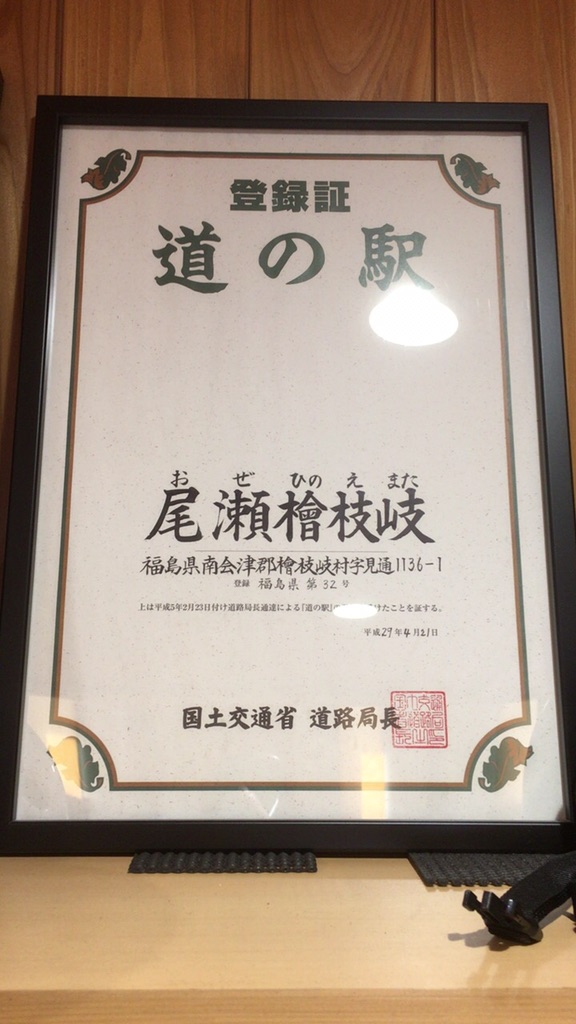 登録証
道の駅
お ぜ ひの え また
尾瀬檜枝岐
福島県南会津郡檜枝岐村字見通1136-1
登録 福島県 第 32 号
上は平成5年2月23日付け道路局長通達による「道の駅」の けたことを証する。
平成29年4月21日
国土交通省 道路局長